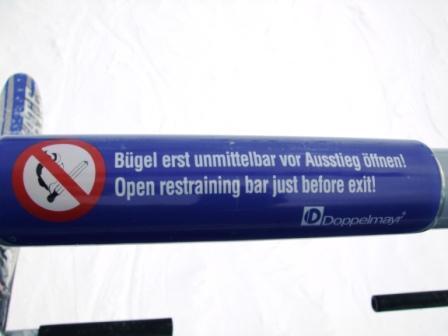 Bügel erst unmittelbar vor Ausstieg öffnen!
Open restraining bar just before exit!
Doppelmayr